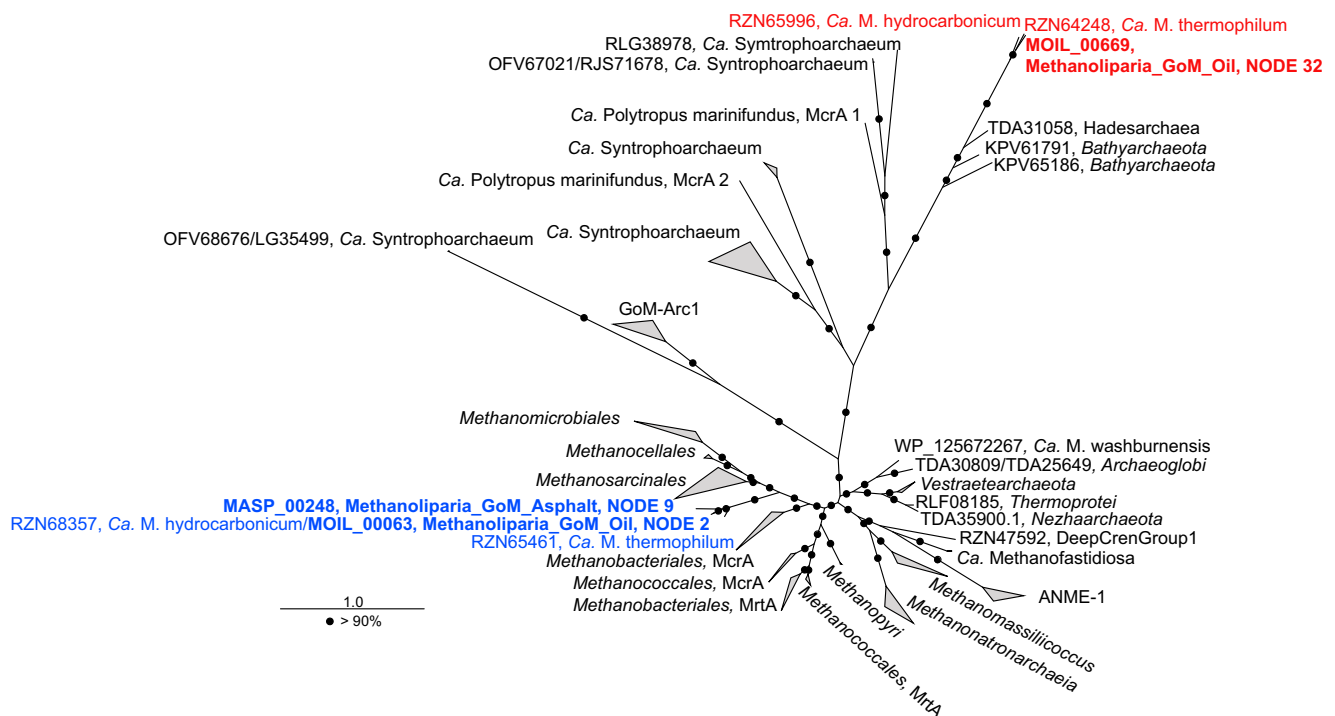 RZN65996, Ca. M. hydrocarbonicum
RZN64248, Ca. M. thermophilum
MOIL_00669,
Methanoliparia_GoM_Oil, NODE 32
RLG38978, Ca. Symtrophoarchaeum
OFV67021/RJS71678, Ca. Syntrophoarchaeum
Ca. Polytropus marinifundus, McrA 1
TDA31058, Hadesarchaea
KPV61791, Bathyarchaeota
KPV65186, Bathyarchaeota
Ca. Syntrophoarchaeum
Ca. Polytropus marinifundus, McrA 2
Ca. Syntrophoarchaeum
OFV68676/LG35499, Ca. Syntrophoarchaeum
GoM-Arc1
Methanomicrobiales
Methanocellales
Methanosarcinales
MASP_00248, Methanoliparia_GoM_Asphalt, NODE 9
RZN68357, Ca. M. hydrocarbonicum/MOIL_00063, Methanoliparia_GoM_Oil, NODE 2
RZN65461, Ca. M. thermophilum
Methanobacteriales, McrA
Methanococcales, McrA
Methanobacteriales, MrtA
Methanococcales, MrtA
Methanopyri
Methanonatronarchaeia
Methanomassiliicoccus
ANME-1
WP_125672267, Ca. M. washburnensis
TDA30809/TDA25649, Archaeoglobi
Vestraetearchaeota
RLF08185, Thermoprotei
TDA35900.1, Nezhaarchaeota
RZN47592, DeepCrenGroup1
Ca. Methanofastidiosa
1.0
> 90%